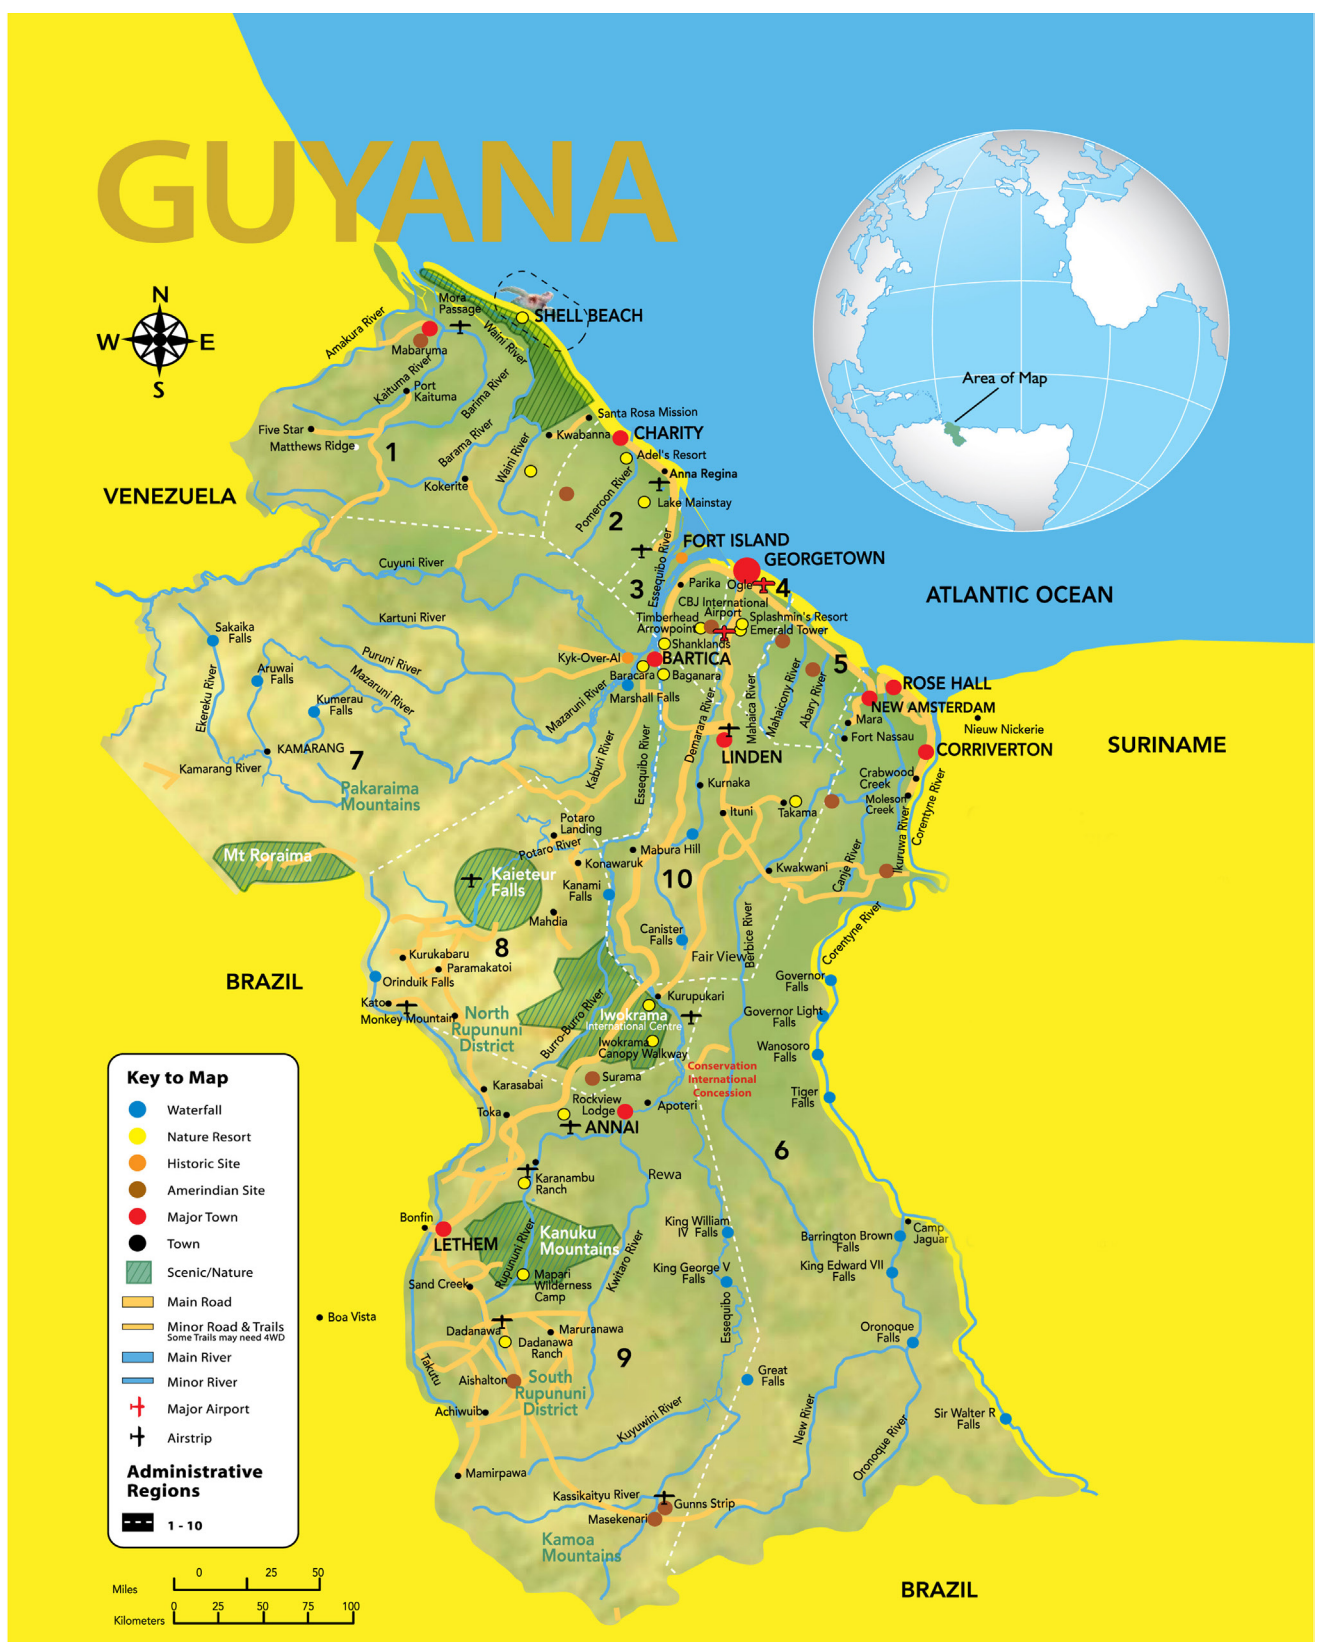 GUYANA
N
W
E
S
Mora
Passage
SHELL BEACH
Amakura River
Waini River
Mabaruma
Kaituma River
Port
Kaituma
Barima River
Area of Map
Santa Rosa Mission
Five Star
Kwabanna
CHARITY
Matthews Ridge
1
Barama River
Waini River
Adel's Resort
Anna Regina
Kokerite
VENEZUELA
Pomeroon River
Lake Mainstay
2
FORT ISLAND
GEORGETOWN
Cuyuni River
Essequibo River
3
Parika
Ogle
4
ATLANTIC OCEAN
CBJ International
Airport
Kartuni River
Timberhead
Splashmin's Resort
Arrowpoint
Emerald Tower
Sakaika
Falls
Shanklands
Puruni River
Kyk-Over-Al
BARTICA
5
Aruwai
Falls
Mazaruni River
Baracara
Baganara
ROSE HALL
Ekereku River
Kumerau
Falls
Mazaruni River
Marshall Falls
NEW AMSTERDAM
Demarara River
Mahaica River
Mahaicony River
Abary River
Mara
Nieuw Nickerie
Fort Nassau
SURINAME
KAMARANG
7
Kaburi River
Essequibo River
LINDEN
CORRIVERTON
Kamarang River
Pakaraima
Mountains
Kurnaka
Crabwood
Creek
Moleson
Creek
Corentyne River
Ituni
Takama
Potaro
Landing
Ikuruwa River
Mt Roraima
Potaro River
Mabura Hill
Konawaruk
Canje River
Kaieteur
Falls
Kanami
Falls
10
Kwakwani
Mahdia
Canister
Falls
Berbice River
Corentyne River
8
Fair View
Kurukabaru
Paramakatoi
BRAZIL
Orinduik Falls
Governor
Falls
Kato
Kurupukari
Monkey Mountain
North
Rupununi
District
Burro-Burro River
Iwokrama
International Centre
Governor Light
Falls
Iwokrama
Canopy Walkway
Wanosoro
Falls
Conservation
International
Concession
Surama
Karasabai
Tiger
Falls
Toka
Rockview
Lodge
Apoteri
ANNAI
6
Karanambu
Ranch
Rewa
Bonfin
LETHEM
King William
IV Falls
Camp
Jaguar
Barrington Brown
Falls
Kanuku
Mountains
Rupununi River
Kwitaro River
King George V
Falls
King Edward VII
Falls
Sand Creek
Mapari
Wilderness
Camp
Boa Vista
Essequibo
Oronoque
Falls
Dadanawa
Maruranawa
Dadanawa
Ranch
9
Takutu
Great
Falls
Aishalton
South
Rupununi
District
Achiwuib
Kuyuwini River
New River
Oronoque River
Sir Walter R
Falls
Mamirpawa
Kassikaityu River
Gunns Strip
Masekenari
Kamoa
Mountains
BRAZIL
Key to Map
Waterfall
Nature Resort
Historic Site
Amerindian Site
Major Town
Town
Scenic/Nature
Main Road
Minor Road & Trails
Some Trails may need 4WD
Main River
Minor River
Major Airport
Airstrip
Administrative
Regions
1 - 10
0 25 50
Miles
0 25 50 75 100
Kilometers